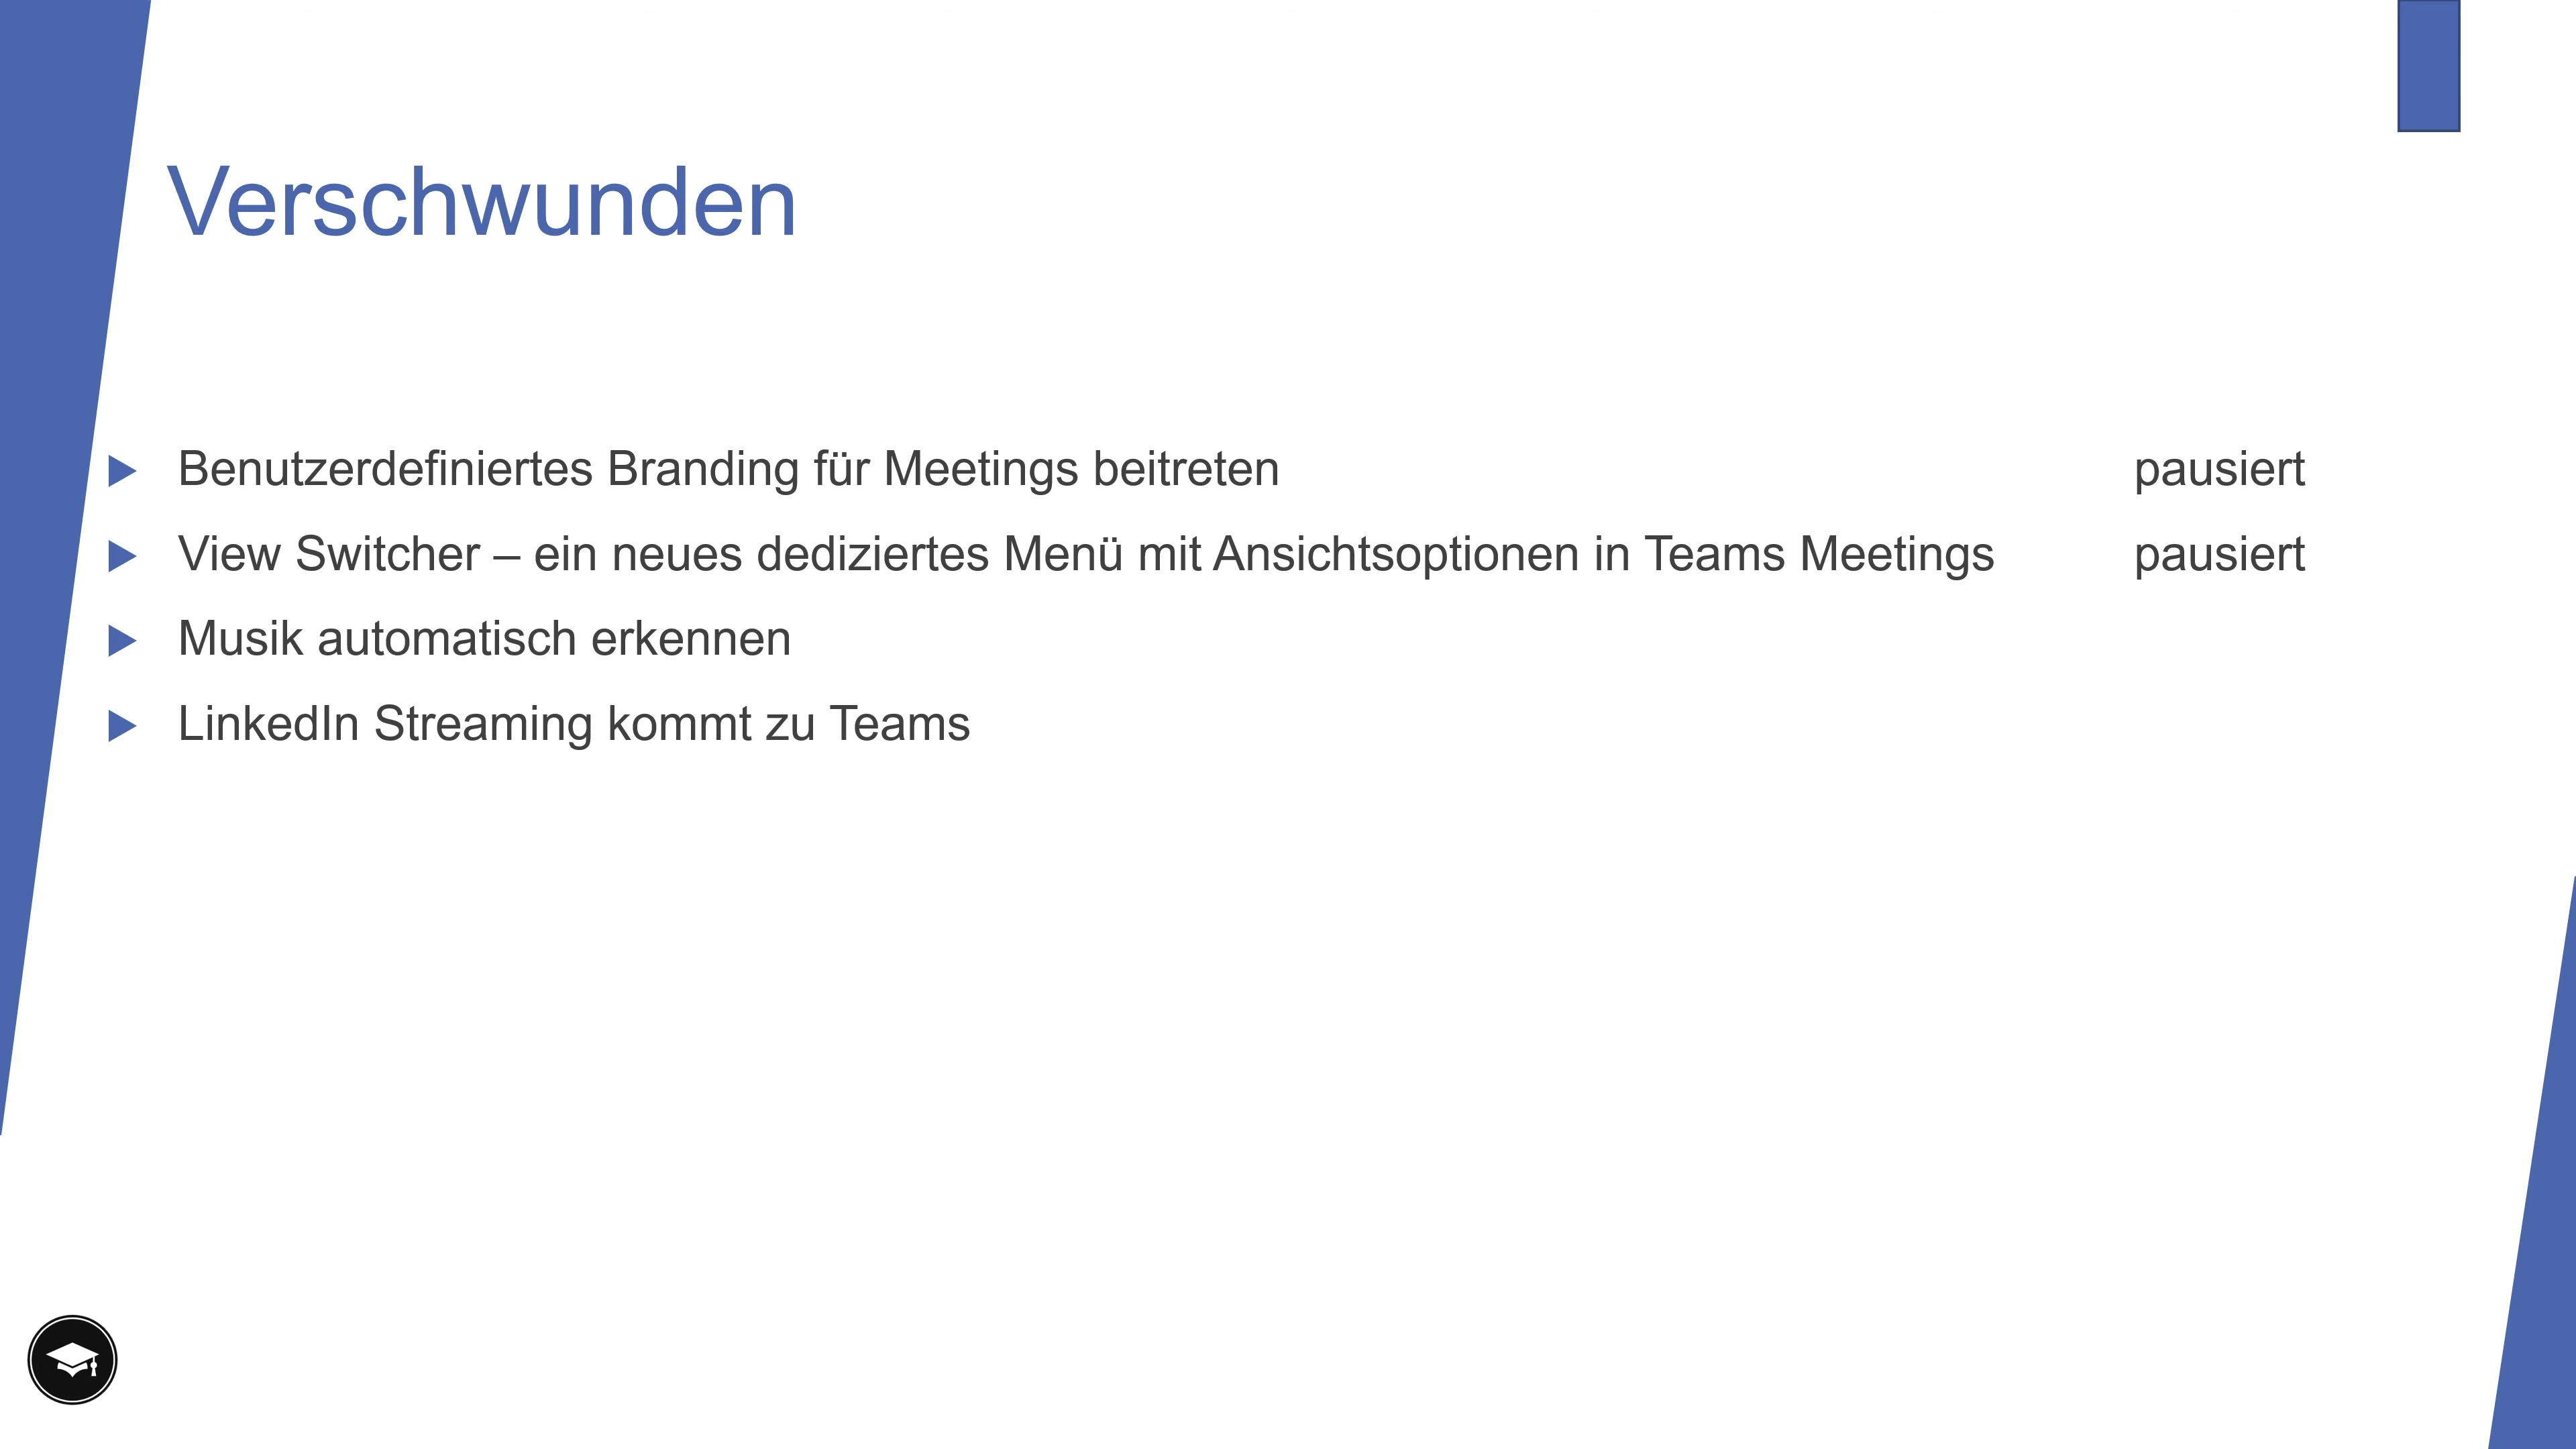 Verschwunden
Benutzerdefiniertes Branding für Meetings beitreten pausiert
View Switcher – ein neues dediziertes Menü mit Ansichtsoptionen in Teams Meetings pausiert
Musik automatisch erkennen
LinkedIn Streaming kommt zu Teams